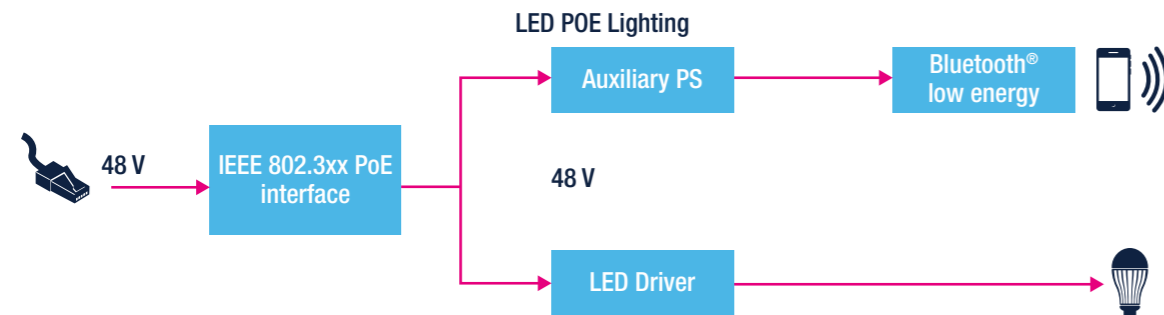 LED POE Lighting
Auxiliary PS
Bluetooth®
low energy
48 V
IEEE 802.3xx PoE
interface
48 V
LED Driver